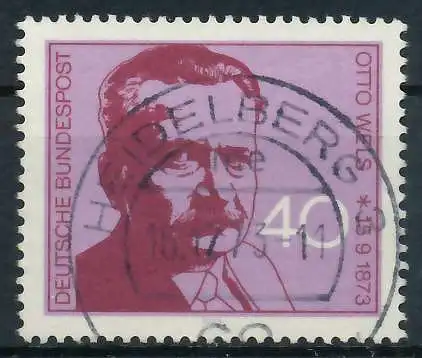 DEUTSCHE BUNDESPOST
OTTO WELS * 15·9·1873
40
HEIDELBERG